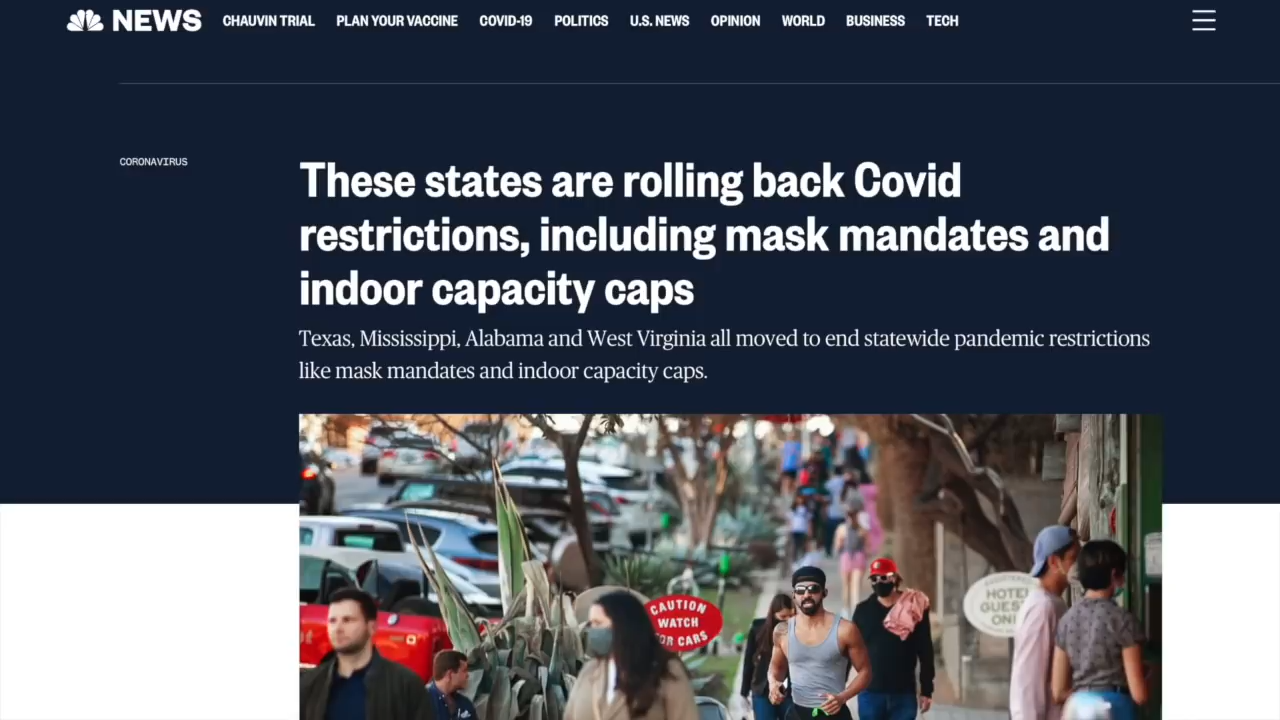 NEWS CHAUVIN TRIAL PLAN YOUR VACCINE COVID-19 POLITICS U.S. NEWS OPINION WORLD BUSINESS TECH
CORONAVIRUS
These states are rolling back Covid
restrictions, including mask mandates and
indoor capacity caps
Texas, Mississippi, Alabama and West Virginia all moved to end statewide pandemic restrictions
like mask mandates and indoor capacity caps.
CAUTION
WATCH
FOR CARS
HOTEL
GUEST